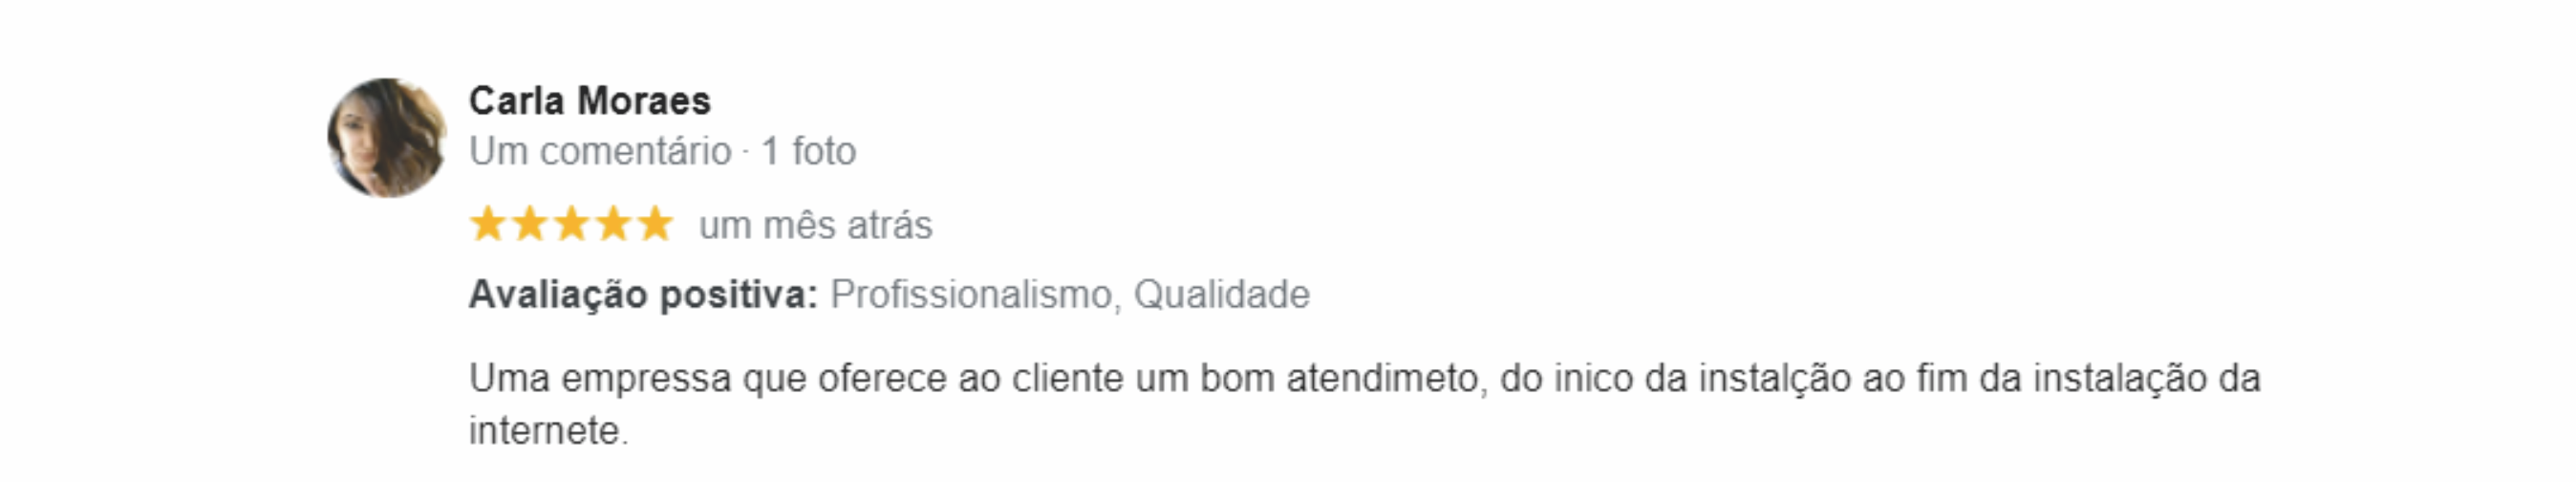 Carla Moraes
Um comentário · 1 foto
★★★★★ um mês atrás
Avaliação positiva: Profissionalismo, Qualidade
Uma empressa que oferece ao cliente um bom atendimeto, do inico da instalção ao fim da instalação da
internete.